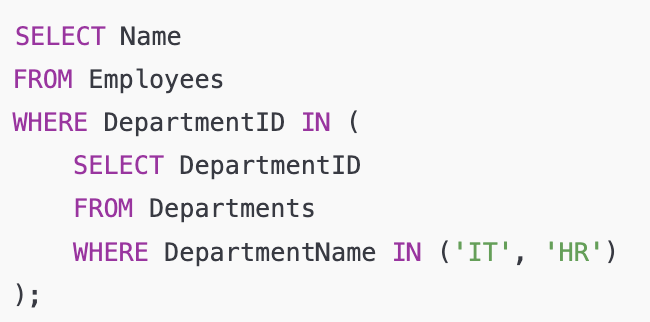 SELECT Name
FROM Employees
WHERE DepartmentID IN (
    SELECT DepartmentID
    FROM Departments
    WHERE DepartmentName IN ('IT', 'HR')
);